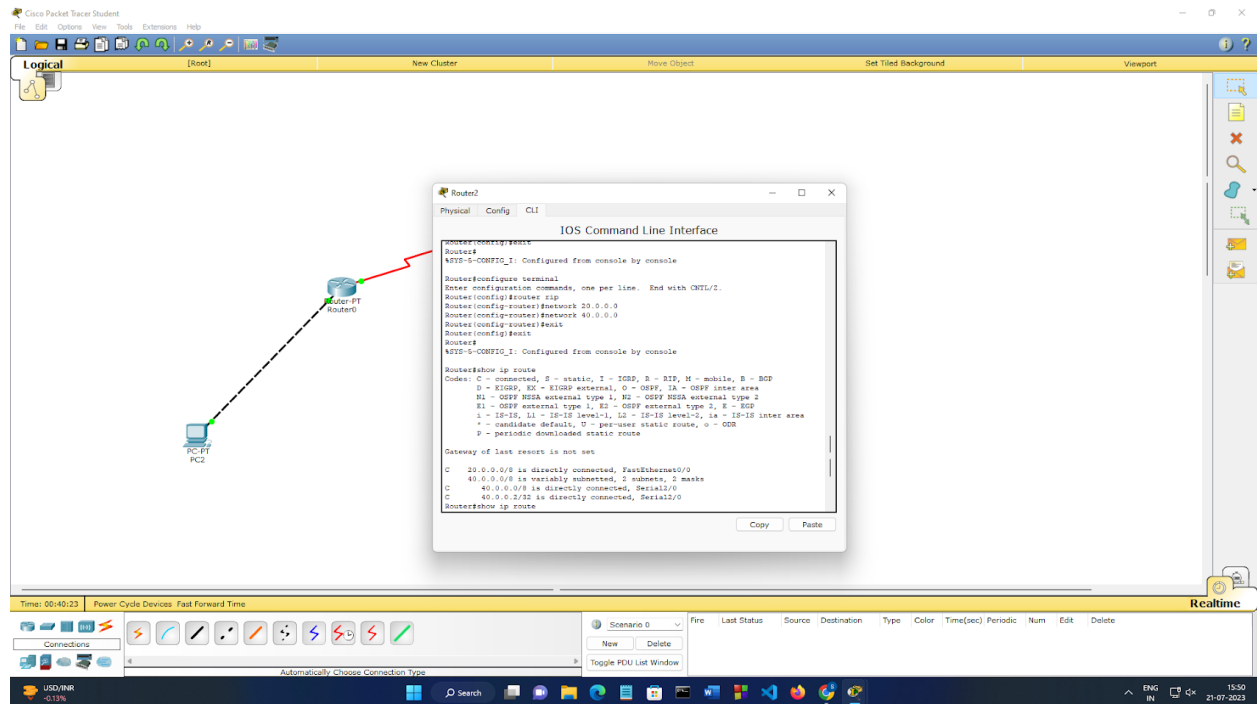 Cisco Packet Tracer Student
File Edit Options View Tools Extensions Help
Logical [Root] New Cluster Move Object Set Tiled Background Viewport
Router2
Physical Config CLI
IOS Command Line Interface
Router(config)#exit
Router#
%SYS-5-CONFIG_I: Configured from console by console
Router#configure terminal
Enter configuration commands, one per line. End with CNTL/Z.
Router(config)#router rip
Router(config-router)#network 20.0.0.0
Router(config-router)#network 40.0.0.0
Router(config-router)#exit
Router(config)#exit
Router#
%SYS-5-CONFIG_I: Configured from console by console
Router#show ip route
Codes: C - connected, S - static, I - IGRP, R - RIP, M - mobile, B - BGP
D - EIGRP, EX - EIGRP external, O - OSPF, IA - OSPF inter area
N1 - OSPF NSSA external type 1, N2 - OSPF NSSA external type 2
E1 - OSPF external type 1, E2 - OSPF external type 2, E - EGP
i - IS-IS, L1 - IS-IS level-1, L2 - IS-IS level-2, ia - IS-IS inter area
* - candidate default, U - per-user static route, o - ODR
P - periodic downloaded static route
Gateway of last resort is not set
C 20.0.0.0/8 is directly connected, FastEthernet0/0
40.0.0.0/8 is variably subnetted, 2 subnets, 2 masks
C 40.0.0.0/8 is directly connected, Serial2/0
C 40.0.0.2/32 is directly connected, Serial2/0
Router#show ip route
Copy Paste
Router-PT
Router0
PC-PT
PC2
Time: 00:40:23 Power Cycle Devices Fast Forward Time Realtime
Scenario 0 Fire Last Status Source Destination Type Color Time(sec) Periodic Num Edit Delete
Connections New Delete
Toggle PDU List Window
Automatically Choose Connection Type
USD/INR
-0.13%
Search
ENG
IN
15:50
21-07-2023